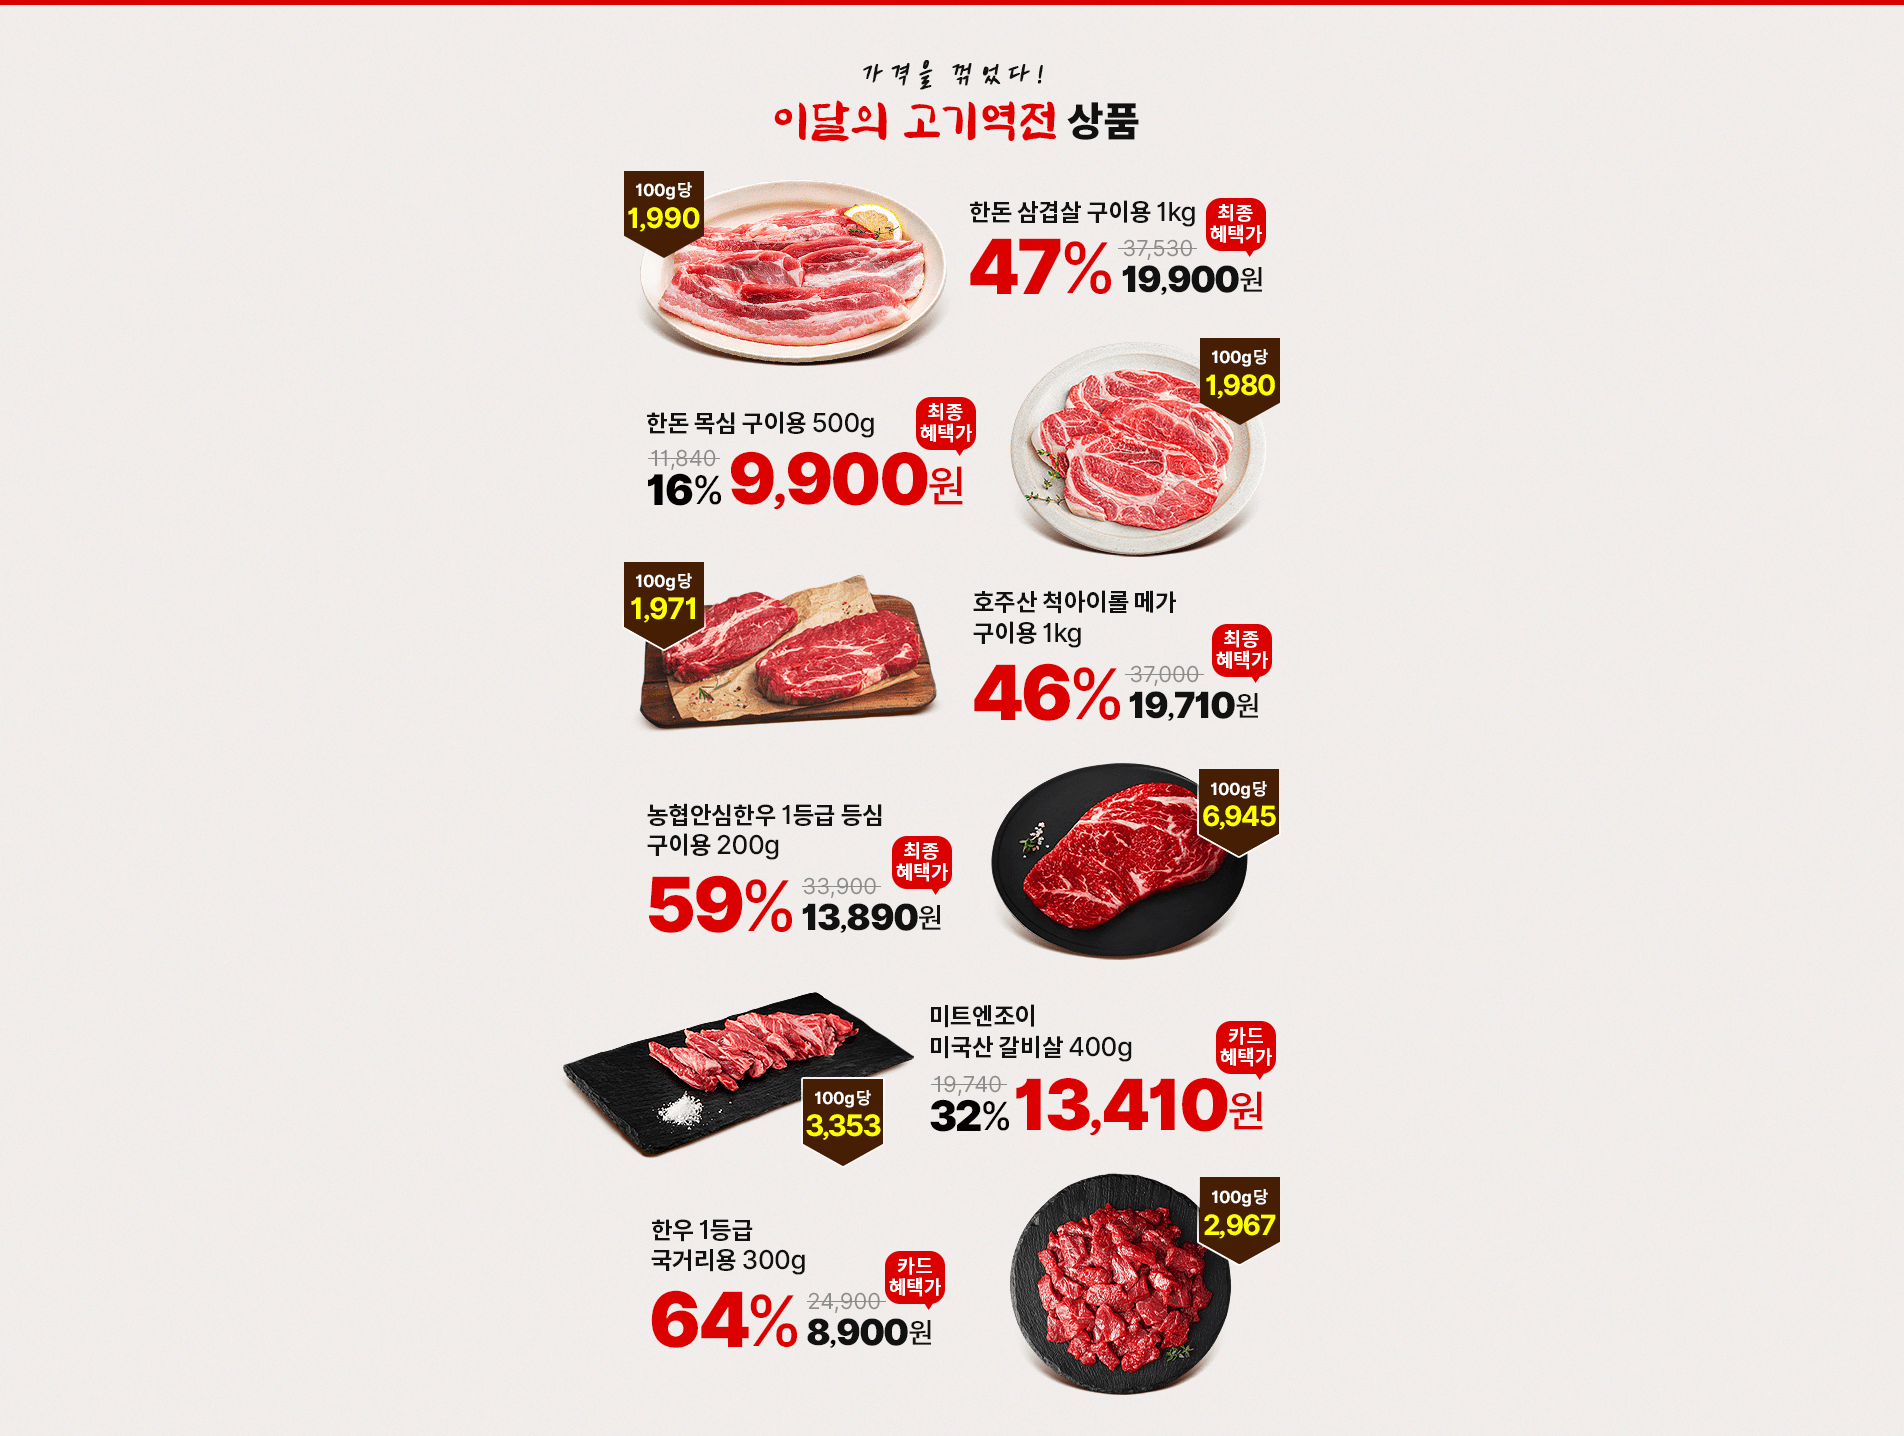 가격을 꺾었다!
이달의 고기역전 상품
100g당
1,990
한돈 삼겹살 구이용 1kg
최종
혜택가
47%
37,530
19,900원
100g당
1,980
한돈 목심 구이용 500g
최종
혜택가
11,840
16%
9,900원
100g당
1,971
호주산 척아이롤 메가
구이용 1kg
최종
혜택가
46%
37,000
19,710원
농협안심한우 1등급 등심
구이용 200g
최종
혜택가
59%
33,900
13,890원
100g당
6,945
미트엔조이
미국산 갈비살 400g
카드
혜택가
19,740
32%
13,410원
100g당
3,353
한우 1등급
국거리용 300g
카드
혜택가
64%
24,900
8,900원
100g당
2,967